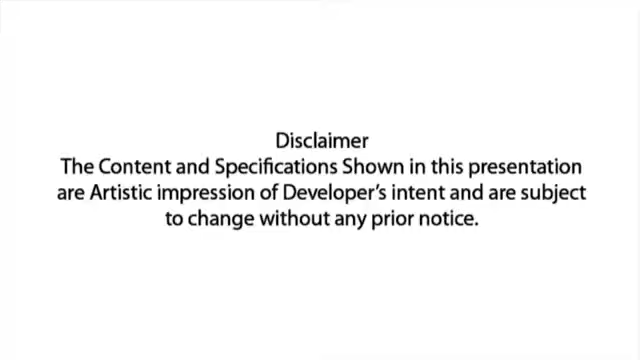 Disclaimer
The Content and Specifications Shown in this presentation
are Artistic impression of Developer's intent and are subject
to change without any prior notice.